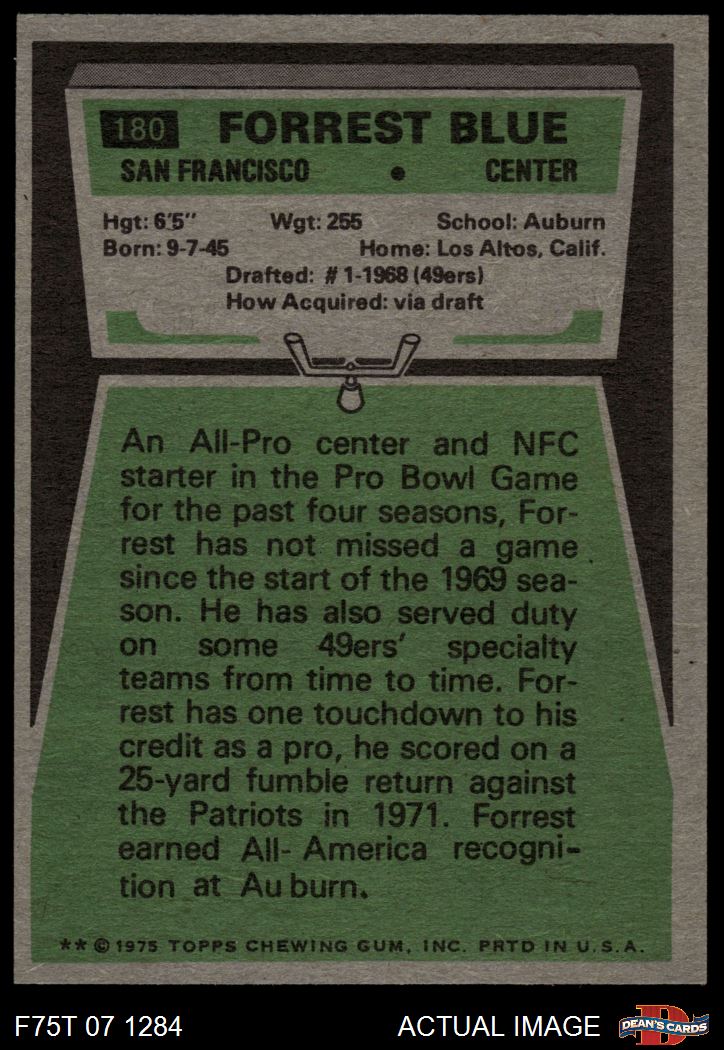 180 FORREST BLUE
SAN FRANCISCO • CENTER
Hgt: 6'5" Wgt: 255 School: Auburn
Born: 9-7-45 Home: Los Altos, Calif.
Drafted: #1-1968 (49ers)
How Acquired: via draft
An All-Pro center and NFC
starter in the Pro Bowl Game
for the past four seasons, For-
rest has not missed a game
since the start of the 1969 sea-
son. He has also served duty
on some 49ers' specialty
teams from time to time. For-
rest has one touchdown to his
credit as a pro, he scored on a
25-yard fumble return against
the Patriots in 1971. Forrest
earned All- America recogni-
tion at Auburn.
** © 1975 TOPPS CHEWING GUM, INC. PRTD IN U.S.A.
F75T 07 1284 ACTUAL IMAGE D DEAN'S CARDS